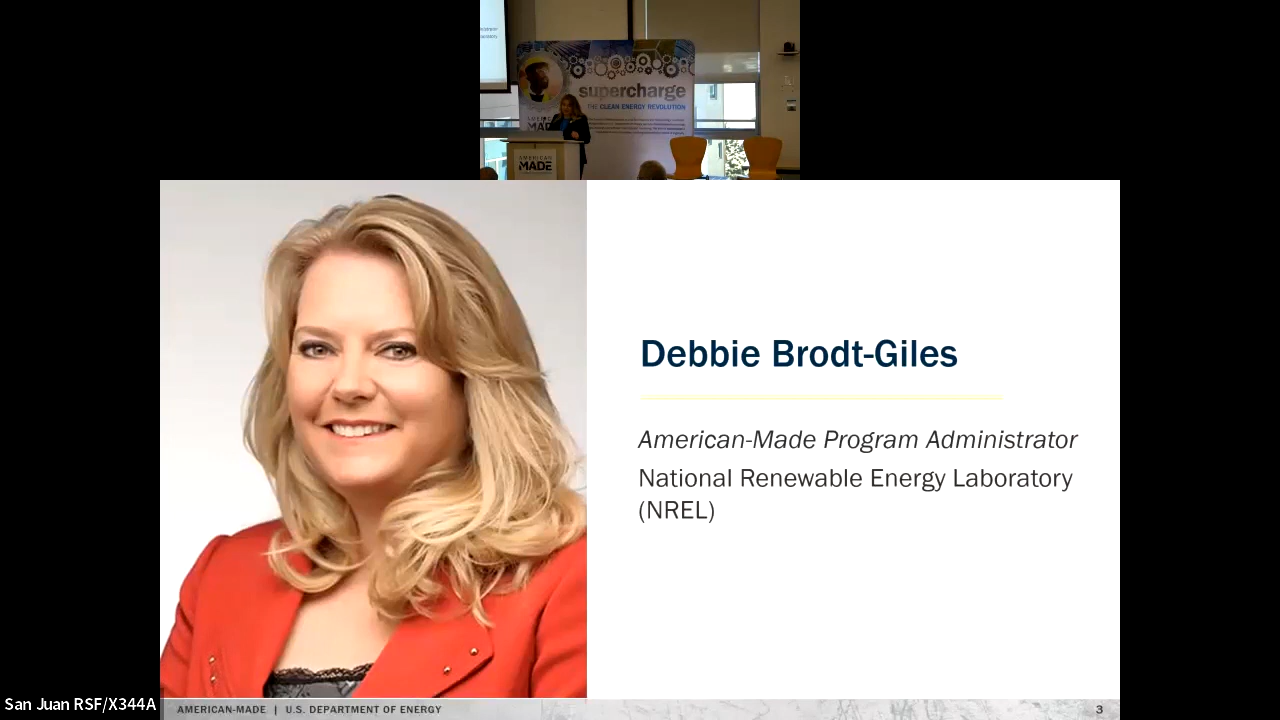 supercharge
THE CLEAN ENERGY REVOLUTION
AMERICAN
MADE
Debbie Brodt-Giles
American-Made Program Administrator
National Renewable Energy Laboratory
(NREL)
San Juan RSF/X344A
AMERICAN-MADE | U.S. DEPARTMENT OF ENERGY
3